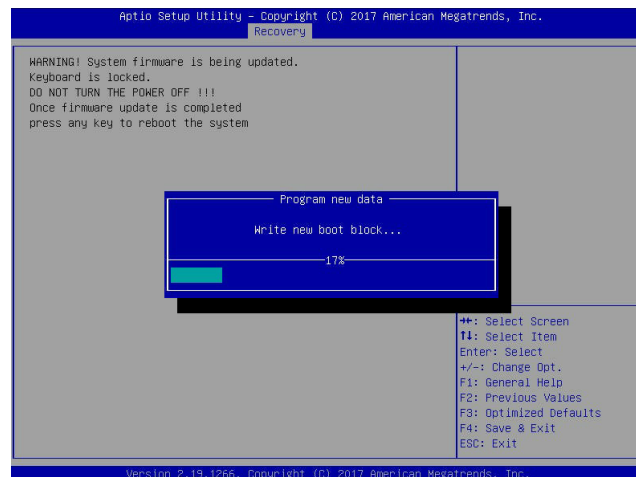 Aptio Setup Utility – Copyright (C) 2017 American Megatrends, Inc.
Recovery
WARNING! System firmware is being updated.
Keyboard is locked.
DO NOT TURN THE POWER OFF !!!
Once firmware update is completed
press any key to reboot the system
Program new data
Write new boot block...
17%
→←: Select Screen
↑↓: Select Item
Enter: Select
+/-: Change Opt.
F1: General Help
F2: Previous Values
F3: Optimized Defaults
F4: Save & Exit
ESC: Exit
Version 2.19.1266. Copyright (C) 2017 American Megatrends, Inc.